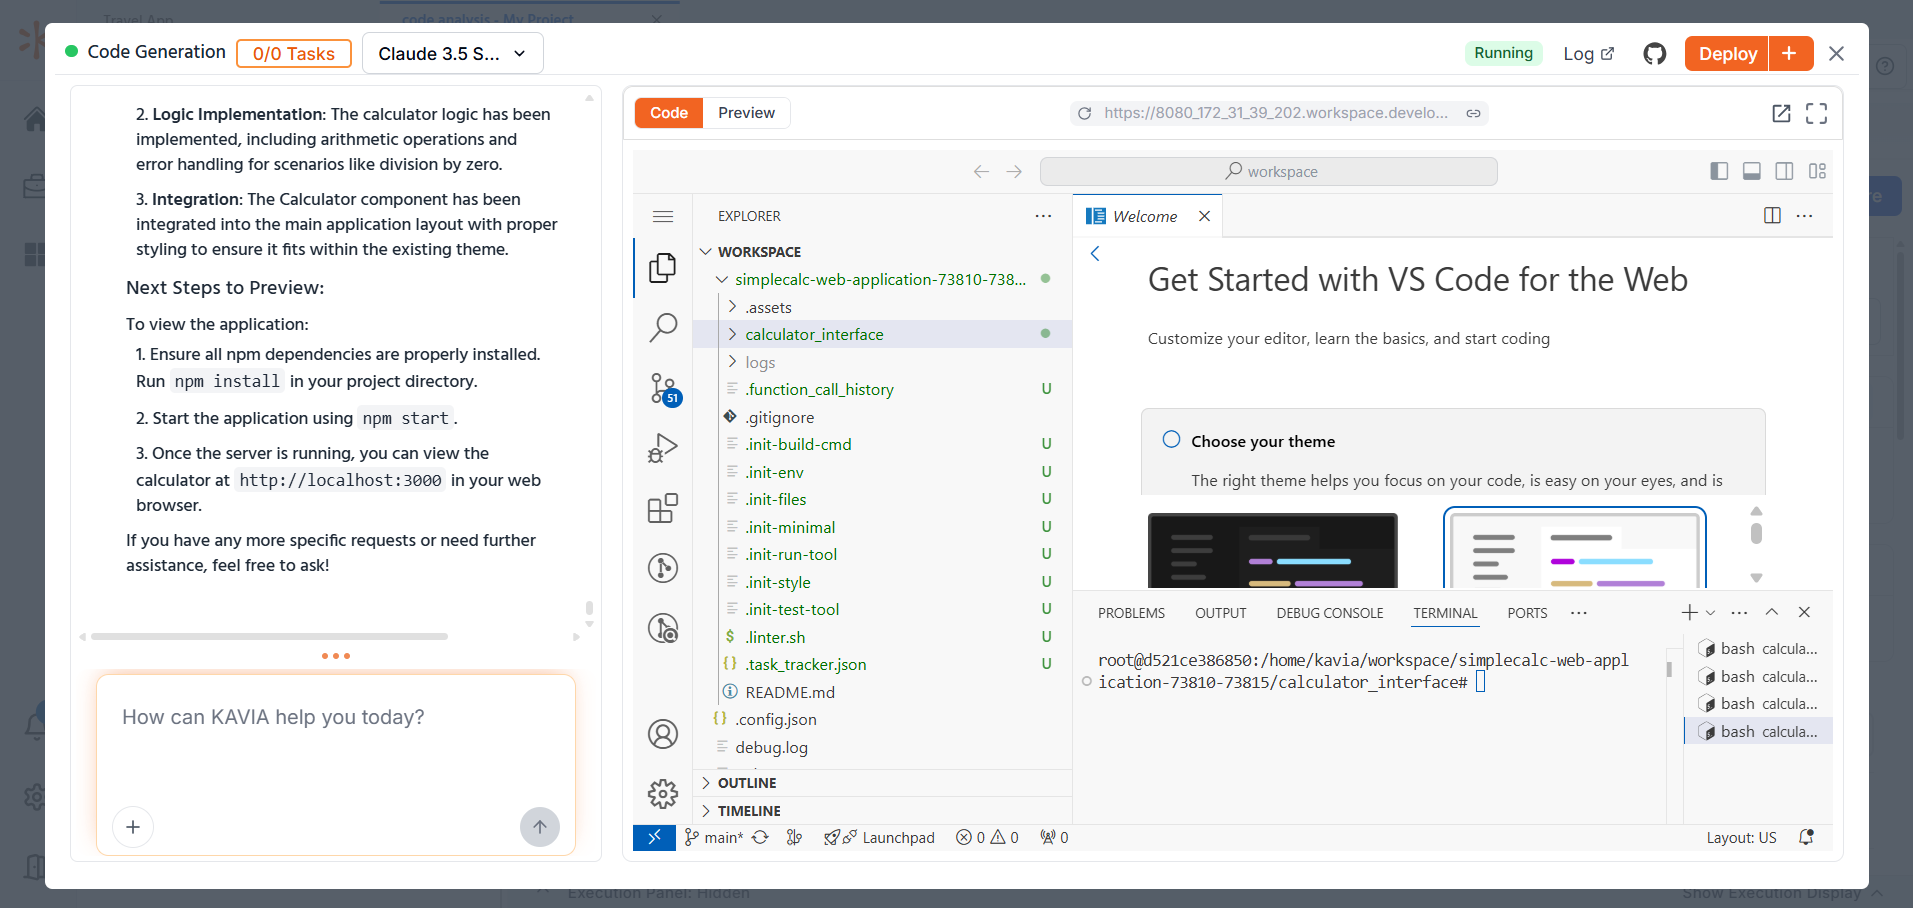 Travel App
code analysis - My Project
Code Generation
0/0 Tasks
Claude 3.5 S...
Running
Log
Deploy
2. Logic Implementation: The calculator logic has been
implemented, including arithmetic operations and
error handling for scenarios like division by zero.
3. Integration: The Calculator component has been
integrated into the main application layout with proper
styling to ensure it fits within the existing theme.
Next Steps to Preview:
To view the application:
1. Ensure all npm dependencies are properly installed.
Run npm install in your project directory.
2. Start the application using npm start.
3. Once the server is running, you can view the
calculator at http://localhost:3000 in your web
browser.
If you have any more specific requests or need further
assistance, feel free to ask!
How can KAVIA help you today?
Code
Preview
https://8080_172_31_39_202.workspace.develo...
workspace
EXPLORER
WORKSPACE
simplecalc-web-application-73810-738...
.assets
calculator_interface
logs
.function_call_history U
.gitignore
.init-build-cmd U
.init-env U
.init-files U
.init-minimal U
.init-run-tool U
.init-style U
.init-test-tool U
$ .linter.sh U
{} .task_tracker.json U
README.md
{} .config.json
debug.log
OUTLINE
TIMELINE
51
Welcome
Get Started with VS Code for the Web
Customize your editor, learn the basics, and start coding
Choose your theme
The right theme helps you focus on your code, is easy on your eyes, and is
PROBLEMS
OUTPUT
DEBUG CONSOLE
TERMINAL
PORTS
root@d521ce386850:/home/kavia/workspace/simplecalc-web-appl
ication-73810-73815/calculator_interface#
bash calcula...
bash calcula...
bash calcula...
bash calcula...
main*
Launchpad
0
0
0
Layout: US
Execution Panel: Hidden
Show Execution Display